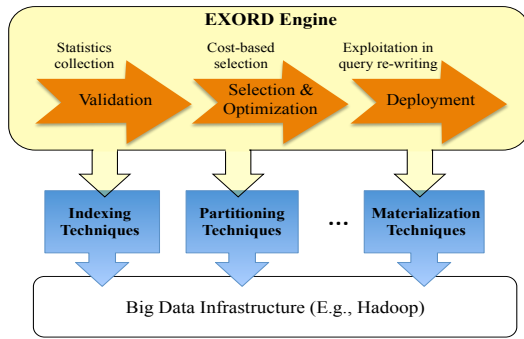 EXORD Engine
Statistics
collection
Cost-based
selection
Exploitation in
query re-writing
Validation
Selection &
Optimization
Deployment
Indexing
Techniques
Partitioning
Techniques
...
Materialization
Techniques
Big Data Infrastructure (E.g., Hadoop)